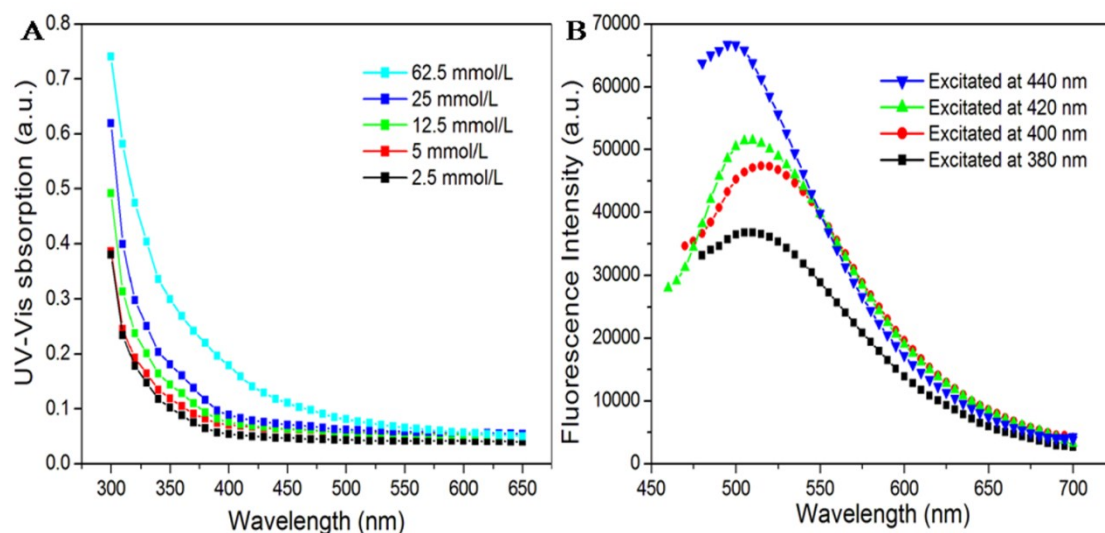 A
UV-Vis sbsorption (a.u.)
0.8
0.7
0.6
0.5
0.4
0.3
0.2
0.1
0.0
62.5 mmol/L
25 mmol/L
12.5 mmol/L
5 mmol/L
2.5 mmol/L
300 350 400 450 500 550 600 650
Wavelength (nm)
B
Fluorescence Intensity (a.u.)
70000
60000
50000
40000
30000
20000
10000
0
Excitated at 440 nm
Excitated at 420 nm
Excitated at 400 nm
Excitated at 380 nm
450 500 550 600 650 700
Wavelength (nm)